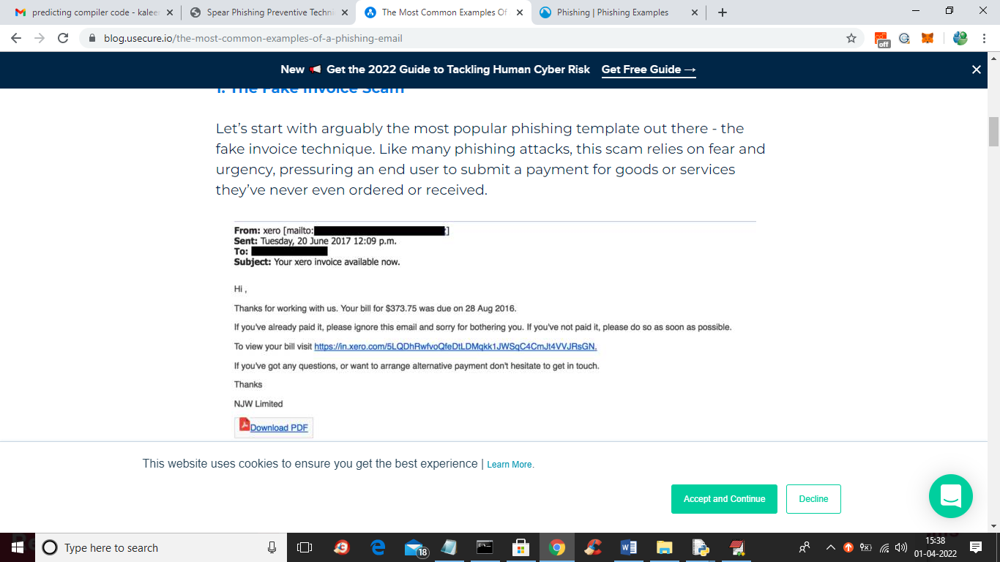 predicting compiler code - kaleer
Spear Phishing Preventive Techni
The Most Common Examples Of
Phishing | Phishing Examples
blog.usecure.io/the-most-common-examples-of-a-phishing-email
off
New Get the 2022 Guide to Tackling Human Cyber Risk Get Free Guide →
1. The Fake Invoice Scam
Let’s start with arguably the most popular phishing template out there - the
fake invoice technique. Like many phishing attacks, this scam relies on fear and
urgency, pressuring an end user to submit a payment for goods or services
they’ve never even ordered or received.
From: xero [mailto: ]
Sent: Tuesday, 20 June 2017 12:09 p.m.
To:
Subject: Your xero invoice available now.
Hi ,
Thanks for working with us. Your bill for $373.75 was due on 28 Aug 2016.
If you've already paid it, please ignore this email and sorry for bothering you. If you've not paid it, please do so as soon as possible.
To view your bill visit https://in.xero.com/5LQDhRwfvoQfeDtLDMqkk1JWSqC4CmJt4VVJRsGN.
If you've got any questions, or want to arrange alternative payment don't hesitate to get in touch.
Thanks
NJW Limited
Download PDF
This website uses cookies to ensure you get the best experience | Learn More.
Accept and Continue
Decline
Type here to search
18
15:38
01-04-2022